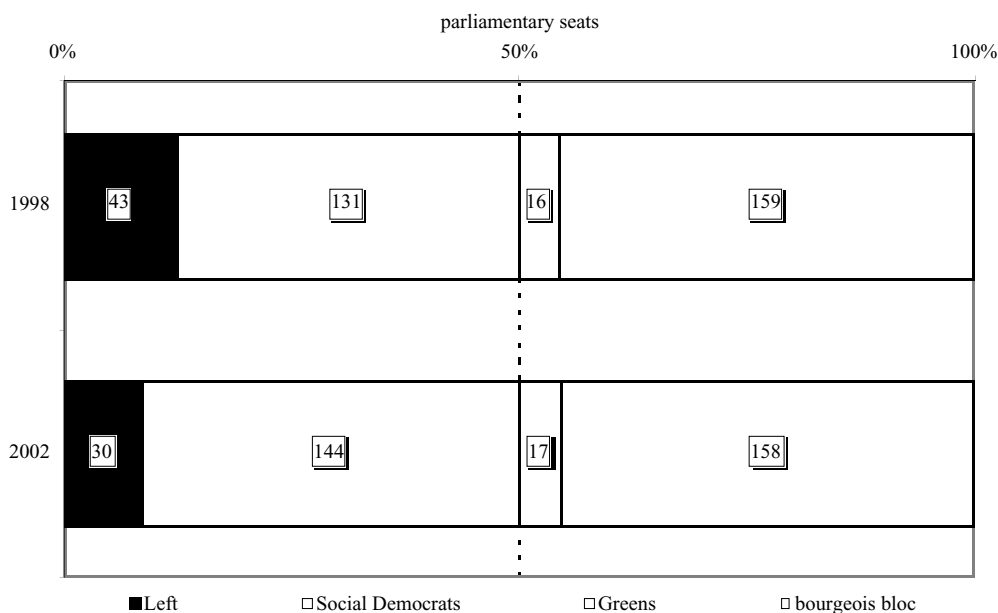 parliamentary seats
0% 50% 100%
1998 43 131 16 159
2002 30 144 17 158
Left Social Democrats Greens bourgeois bloc